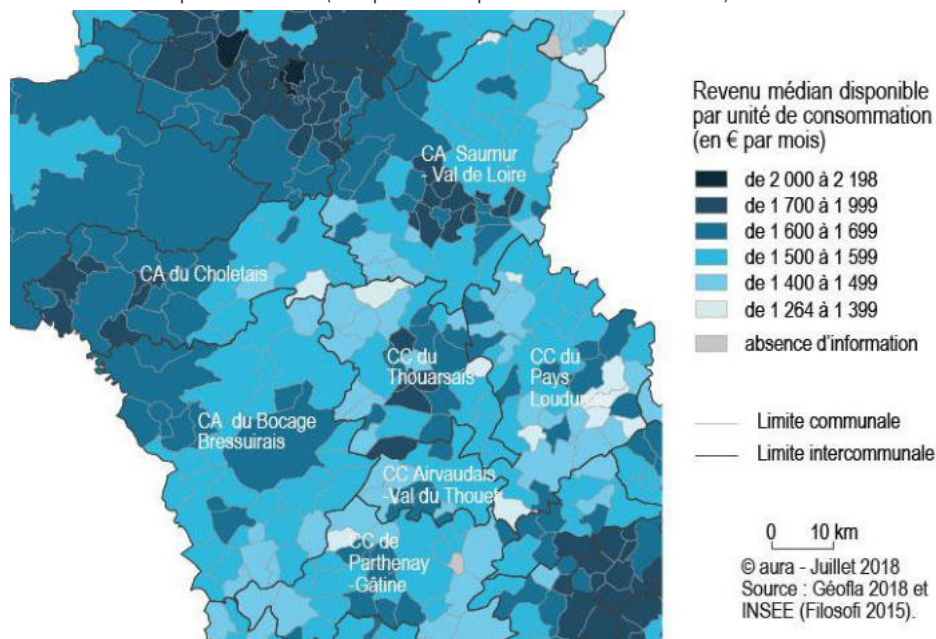 CA Saumur
- Val de Loire
CA du Choletais
CC du
Thouarsais
CC du
Pays
CA du Bocage
Bressuirais
CC Airvaudais
-Val du Thouet
CC de
Parthenay
-Gâtine
Revenu médian disponible
par unité de consommation
(en € par mois)
de 2 000 à 2 198
de 1 700 à 1 999
de 1 600 à 1 699
de 1 500 à 1 599
de 1 400 à 1 499
de 1 264 à 1 399
absence d'information
Limite communale
Limite intercommunale
0 10 km
© aura - Juillet 2018
Source : Géofla 2018 et
INSEE (Filosofi 2015).